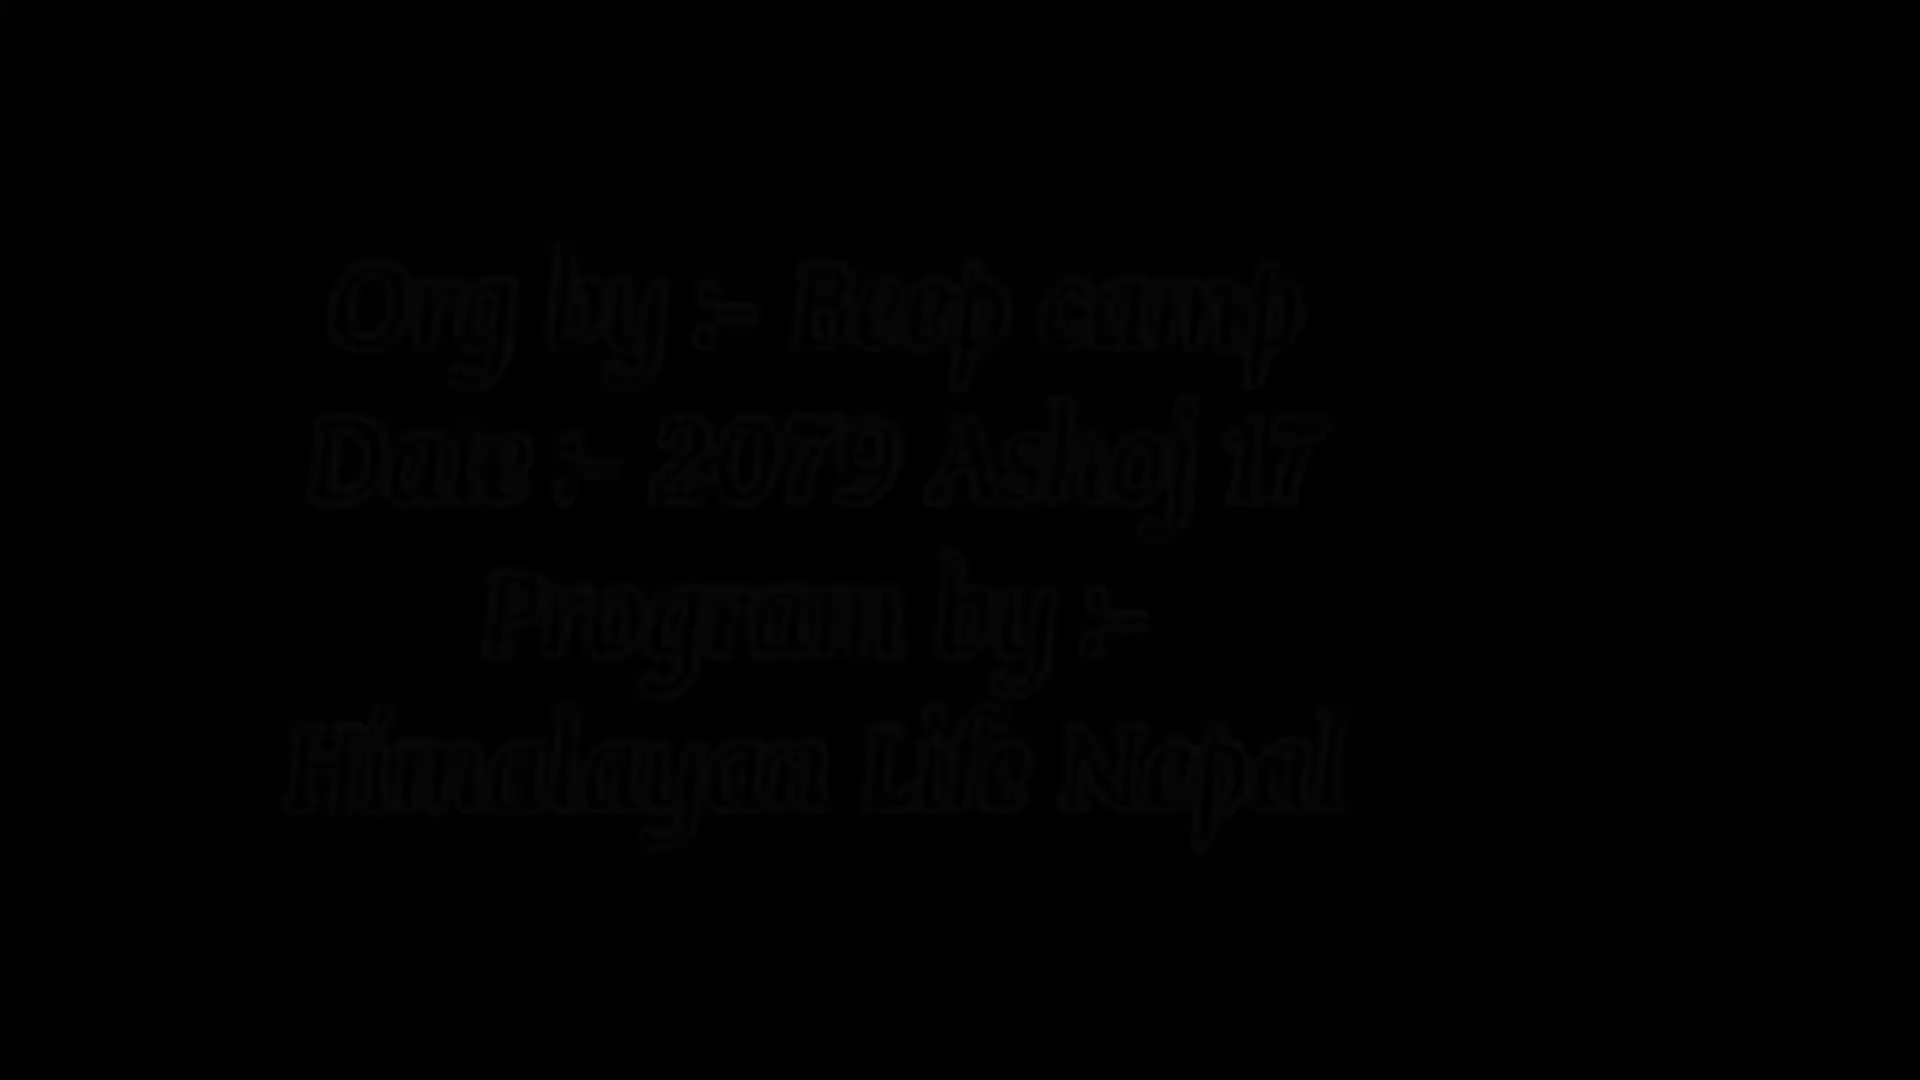 Org by :- Beep camp
Date :- 2079 Ashoj 17
Program by :-
Himalayan Life Nepal